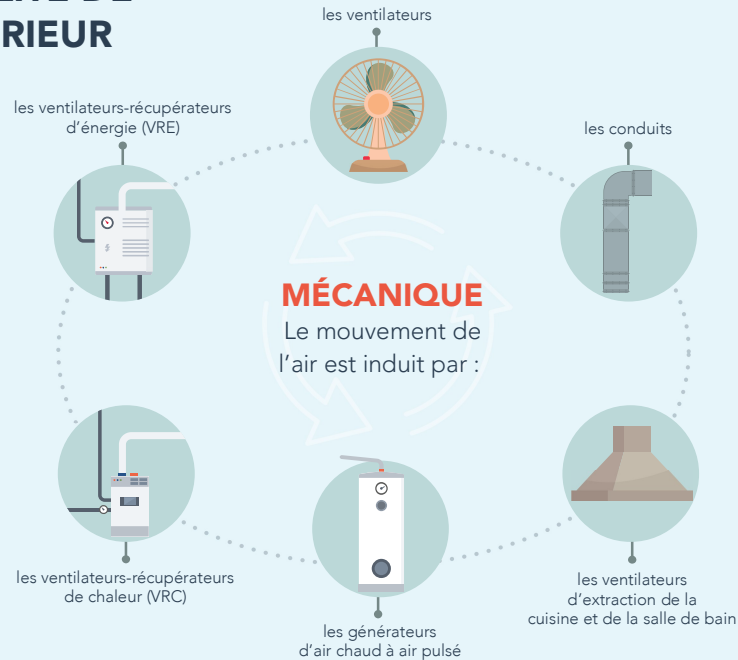 RIEUR
les ventilateurs
les ventilateurs-récupérateurs
d'énergie (VRE)
les conduits
MÉCANIQUE
Le mouvement de
l'air est induit par :
les ventilateurs-récupérateurs
de chaleur (VRC)
les générateurs
d'air chaud à air pulsé
les ventilateurs
d'extraction de la
cuisine et de la salle de bain